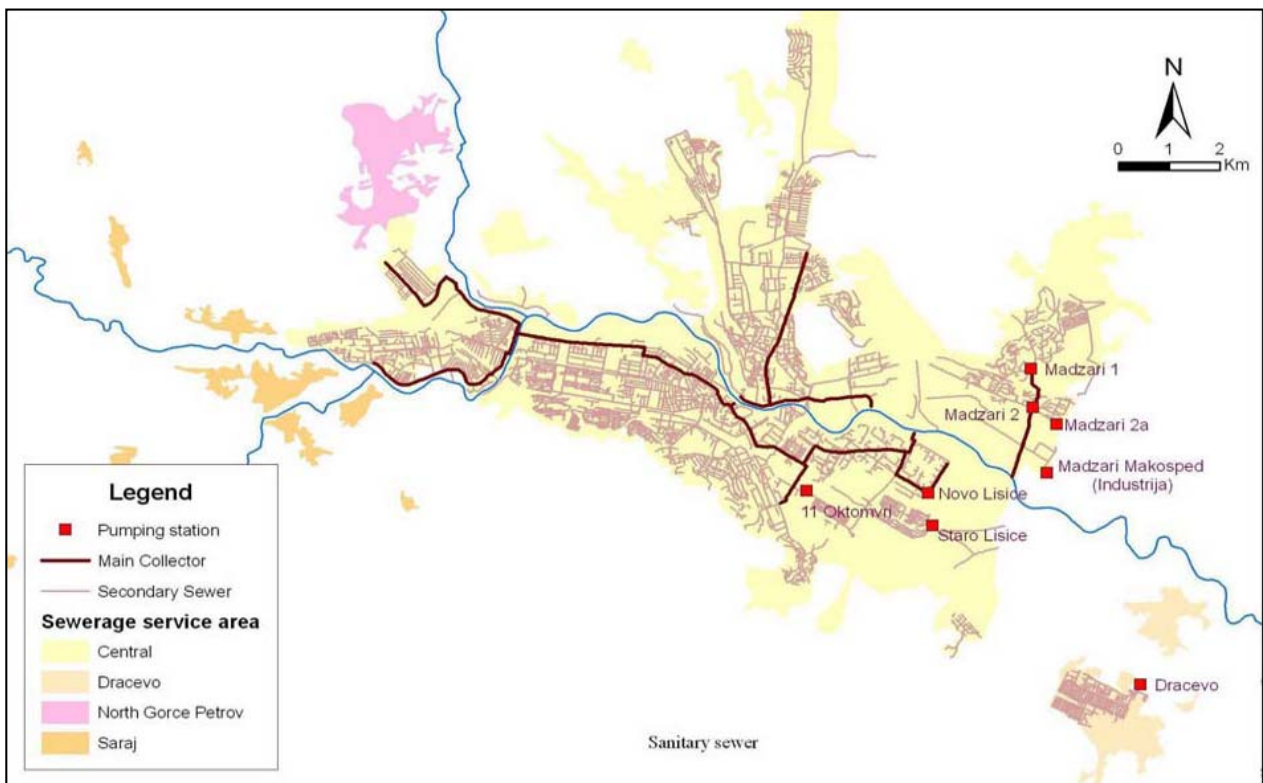 N
0 1 2
Km
Madzari 1
Madzari 2
Madzari 2a
Madzari Makosped
(Industrija)
Novo Lisice
11 Oktomvri
Staro Lisice
Dracevo
Legend
Pumping station
Main Collector
Secondary Sewer
Sewerage service area
Central
Dracevo
North Gorce Petrov
Saraj
Sanitary sewer